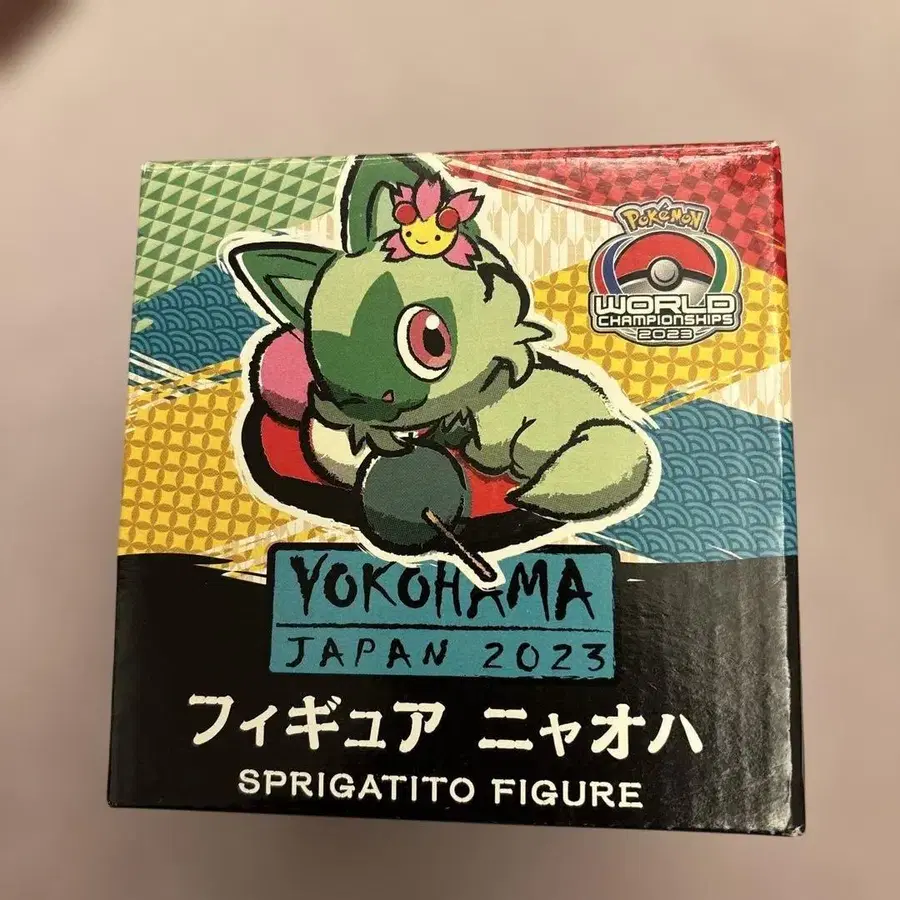 POKéMON
WORLD
CHAMPIONSHIPS
2023
YOKOHAMA
JAPAN 2023
フィギュア ニャオハ
SPRIGATITO FIGURE